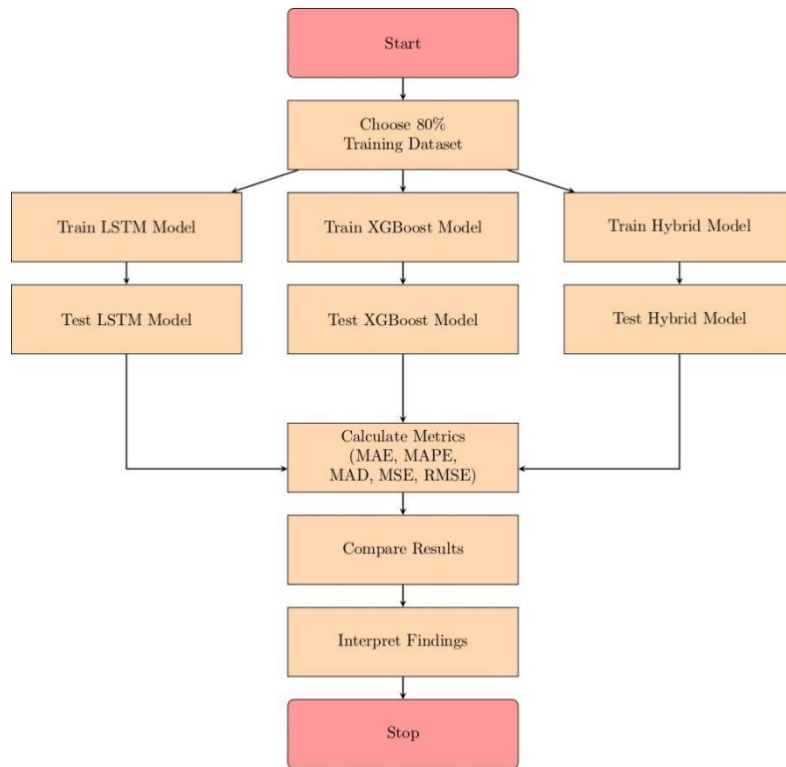 Start
Choose 80%
Training Dataset
Train LSTM Model
Train XGBoost Model
Train Hybrid Model
Test LSTM Model
Test XGBoost Model
Test Hybrid Model
Calculate Metrics
(MAE, MAPE,
MAD, MSE, RMSE)
Compare Results
Interpret Findings
Stop